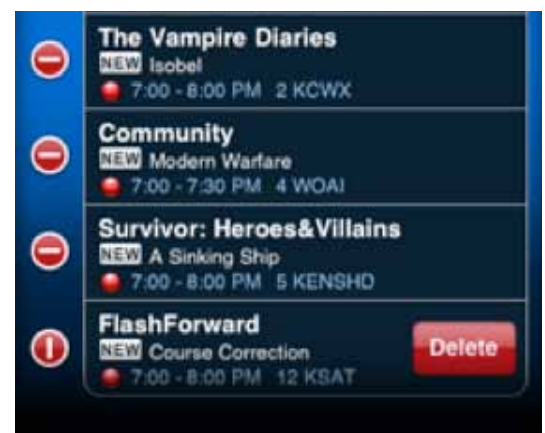 The Vampire Diaries
NEW Isobel
7:00 - 8:00 PM 2 KCWX
Community
NEW Modern Warfare
7:00 - 7:30 PM 4 WOAI
Survivor: Heroes&Villains
NEW A Sinking Ship
7:00 - 8:00 PM 5 KENSHD
FlashForward
NEW Course Correction
Delete
7:00 - 8:00 PM 12 KSAT